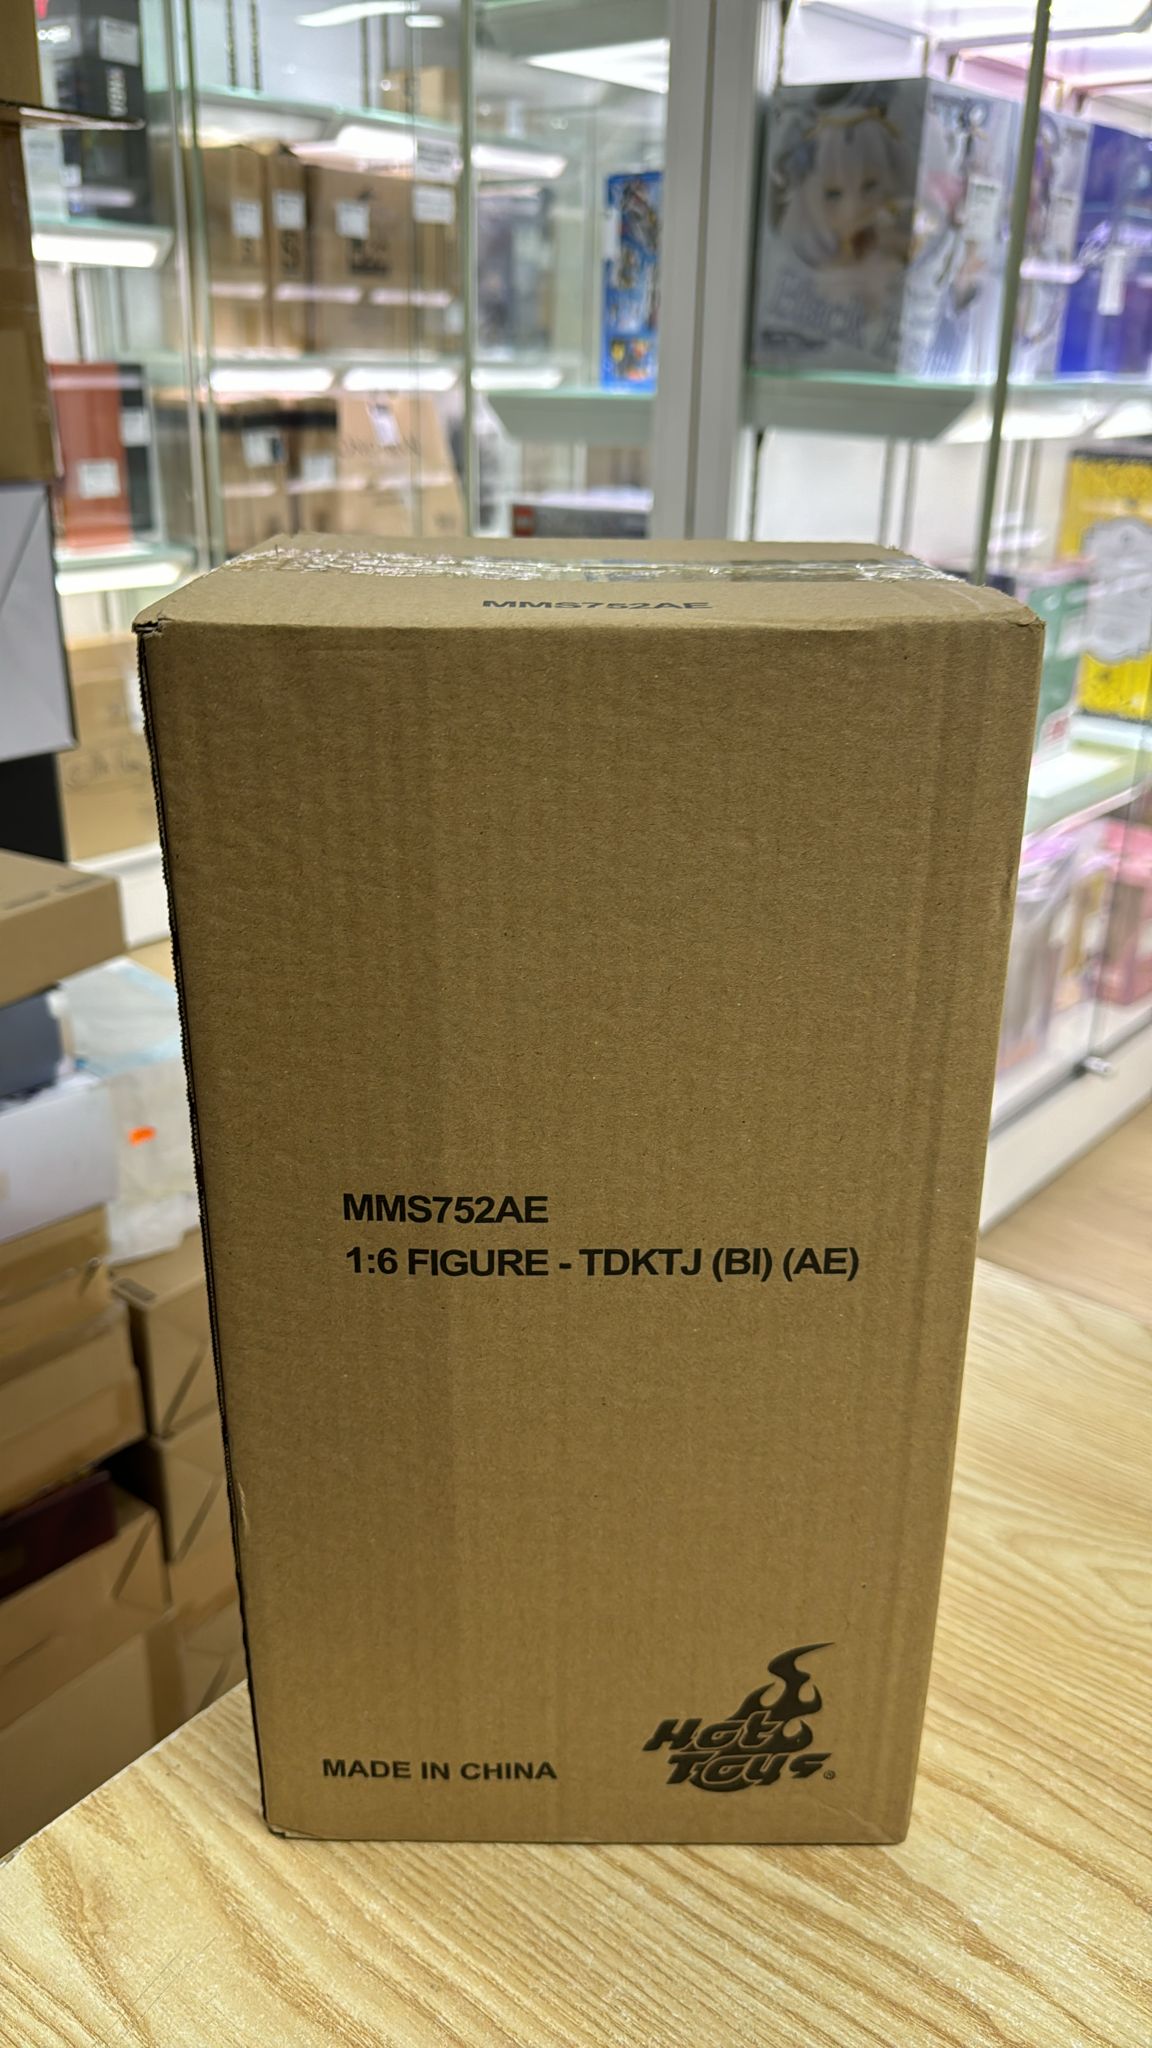 MMS752AE
MMS752AE
1:6 FIGURE - TDKTJ (BI) (AE)
MADE IN CHINA
Hot
Toys®